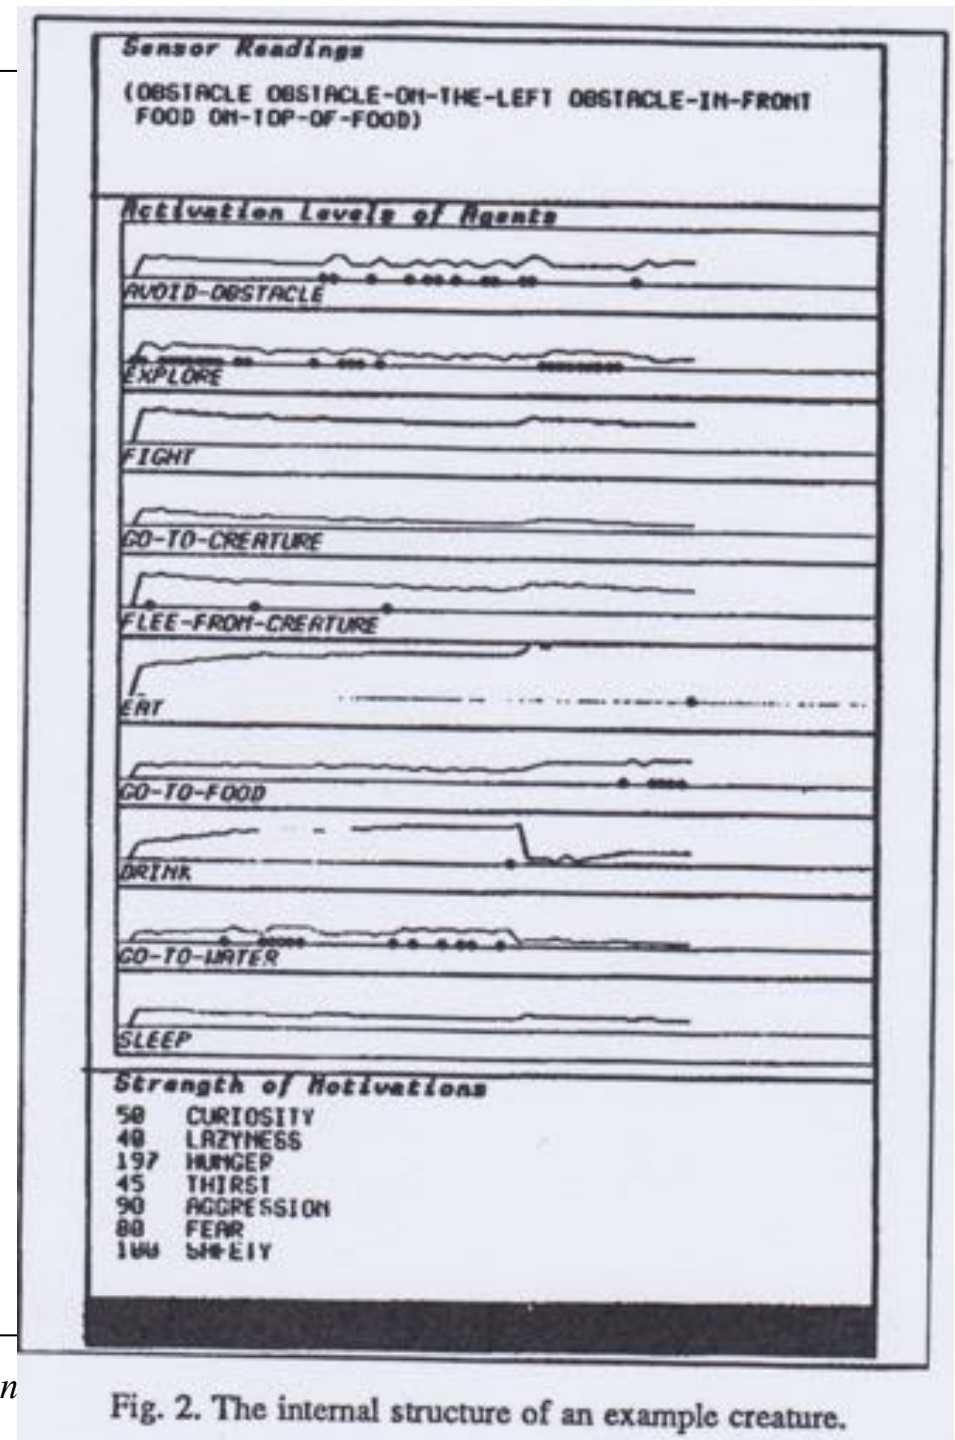 Sensor Readings
(OBSTACLE OBSTACLE-ON-THE-LEFT OBSTACLE-IN-FRONT
FOOD ON-TOP-OF-FOOD)
Activation Levels of Agents
AVOID-OBSTACLE
EXPLORE
FIGHT
GO-TO-CREATURE
FLEE-FROM-CREATURE
EAT
GO-TO-FOOD
DRINK
GO-TO-WATER
SLEEP
Strength of Motivations
50 CURIOSITY
40 LAZYNESS
197 HUNGER
45 THIRST
90 AGGRESSION
80 FEAR
100 SAFETY
n
Fig. 2. The internal structure of an example creature.